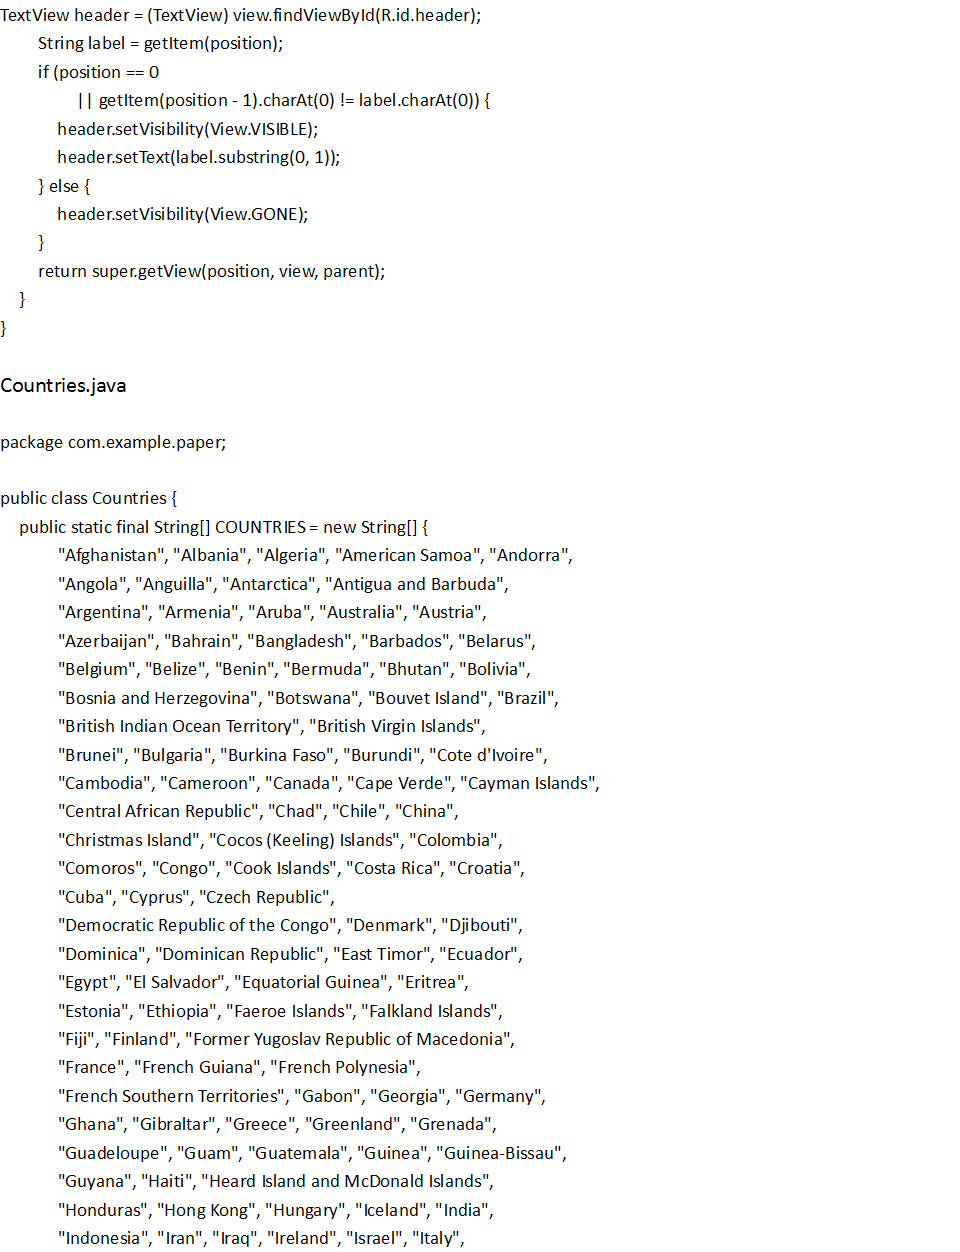 TextView header = (TextView) view.findViewById(R.id.header);
String label = getItem(position);
if (position == 0
|| getItem(position - 1).charAt(0) != label.charAt(0)) {
header.setVisibility(View.VISIBLE);
header.setText(label.substring(0, 1));
} else {
header.setVisibility(View.GONE);
}
return super.getView(position, view, parent);
}
}
Countries.java
package com.example.paper;
public class Countries {
public static final String[] COUNTRIES = new String[] {
"Afghanistan", "Albania", "Algeria", "American Samoa", "Andorra",
"Angola", "Anguilla", "Antarctica", "Antigua and Barbuda",
"Argentina", "Armenia", "Aruba", "Australia", "Austria",
"Azerbaijan", "Bahrain", "Bangladesh", "Barbados", "Belarus",
"Belgium", "Belize", "Benin", "Bermuda", "Bhutan", "Bolivia",
"Bosnia and Herzegovina", "Botswana", "Bouvet Island", "Brazil",
"British Indian Ocean Territory", "British Virgin Islands",
"Brunei", "Bulgaria", "Burkina Faso", "Burundi", "Cote d'Ivoire",
"Cambodia", "Cameroon", "Canada", "Cape Verde", "Cayman Islands",
"Central African Republic", "Chad", "Chile", "China",
"Christmas Island", "Cocos (Keeling) Islands", "Colombia",
"Comoros", "Congo", "Cook Islands", "Costa Rica", "Croatia",
"Cuba", "Cyprus", "Czech Republic",
"Democratic Republic of the Congo", "Denmark", "Djibouti",
"Dominica", "Dominican Republic", "East Timor", "Ecuador",
"Egypt", "El Salvador", "Equatorial Guinea", "Eritrea",
"Estonia", "Ethiopia", "Faeroe Islands", "Falkland Islands",
"Fiji", "Finland", "Former Yugoslav Republic of Macedonia",
"France", "French Guiana", "French Polynesia",
"French Southern Territories", "Gabon", "Georgia", "Germany",
"Ghana", "Gibraltar", "Greece", "Greenland", "Grenada",
"Guadeloupe", "Guam", "Guatemala", "Guinea", "Guinea-Bissau",
"Guyana", "Haiti", "Heard Island and McDonald Islands",
"Honduras", "Hong Kong", "Hungary", "Iceland", "India",
"Indonesia", "Iran", "Iraq", "Ireland", "Israel", "Italy",